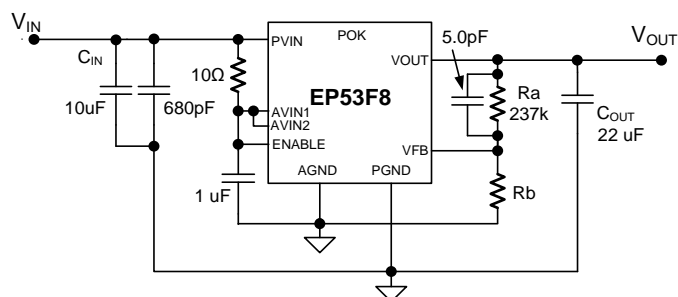 VIN
VOUT
CIN
10uF
680pF
10Ω
1 uF
PVIN
POK
VOUT
EP53F8
AVIN1
AVIN2
ENABLE
VFB
AGND
PGND
5.0pF
Ra
237k
COUT
22 uF
Rb